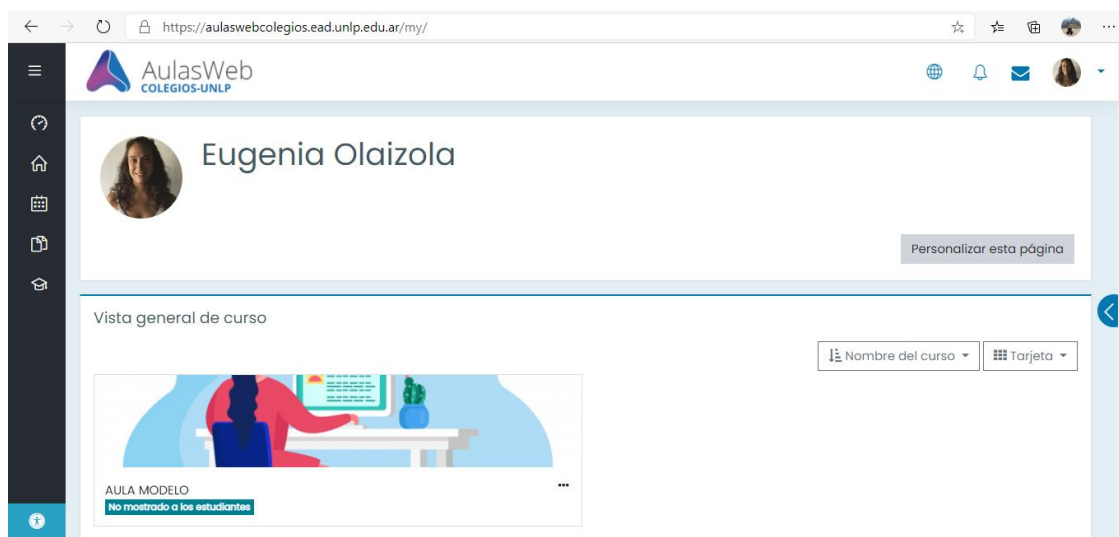 https://aulaswebcolegios.ead.unlp.edu.ar/my/
AulasWeb
COLEGIOS-UNLP
Eugenia Olaizola
Personalizar esta página
Vista general de curso
Nombre del curso
Tarjeta
AULA MODELO
No mostrado a los estudiantes